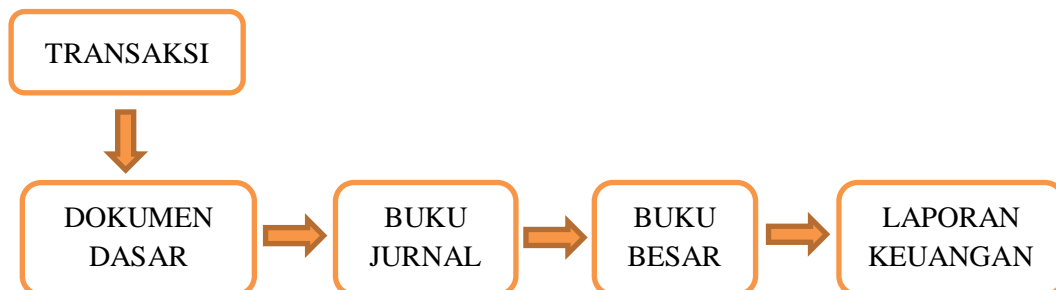 TRANSAKSI
DOKUMEN
DASAR
BUKU
JURNAL
BUKU
BESAR
LAPORAN
KEUANGAN